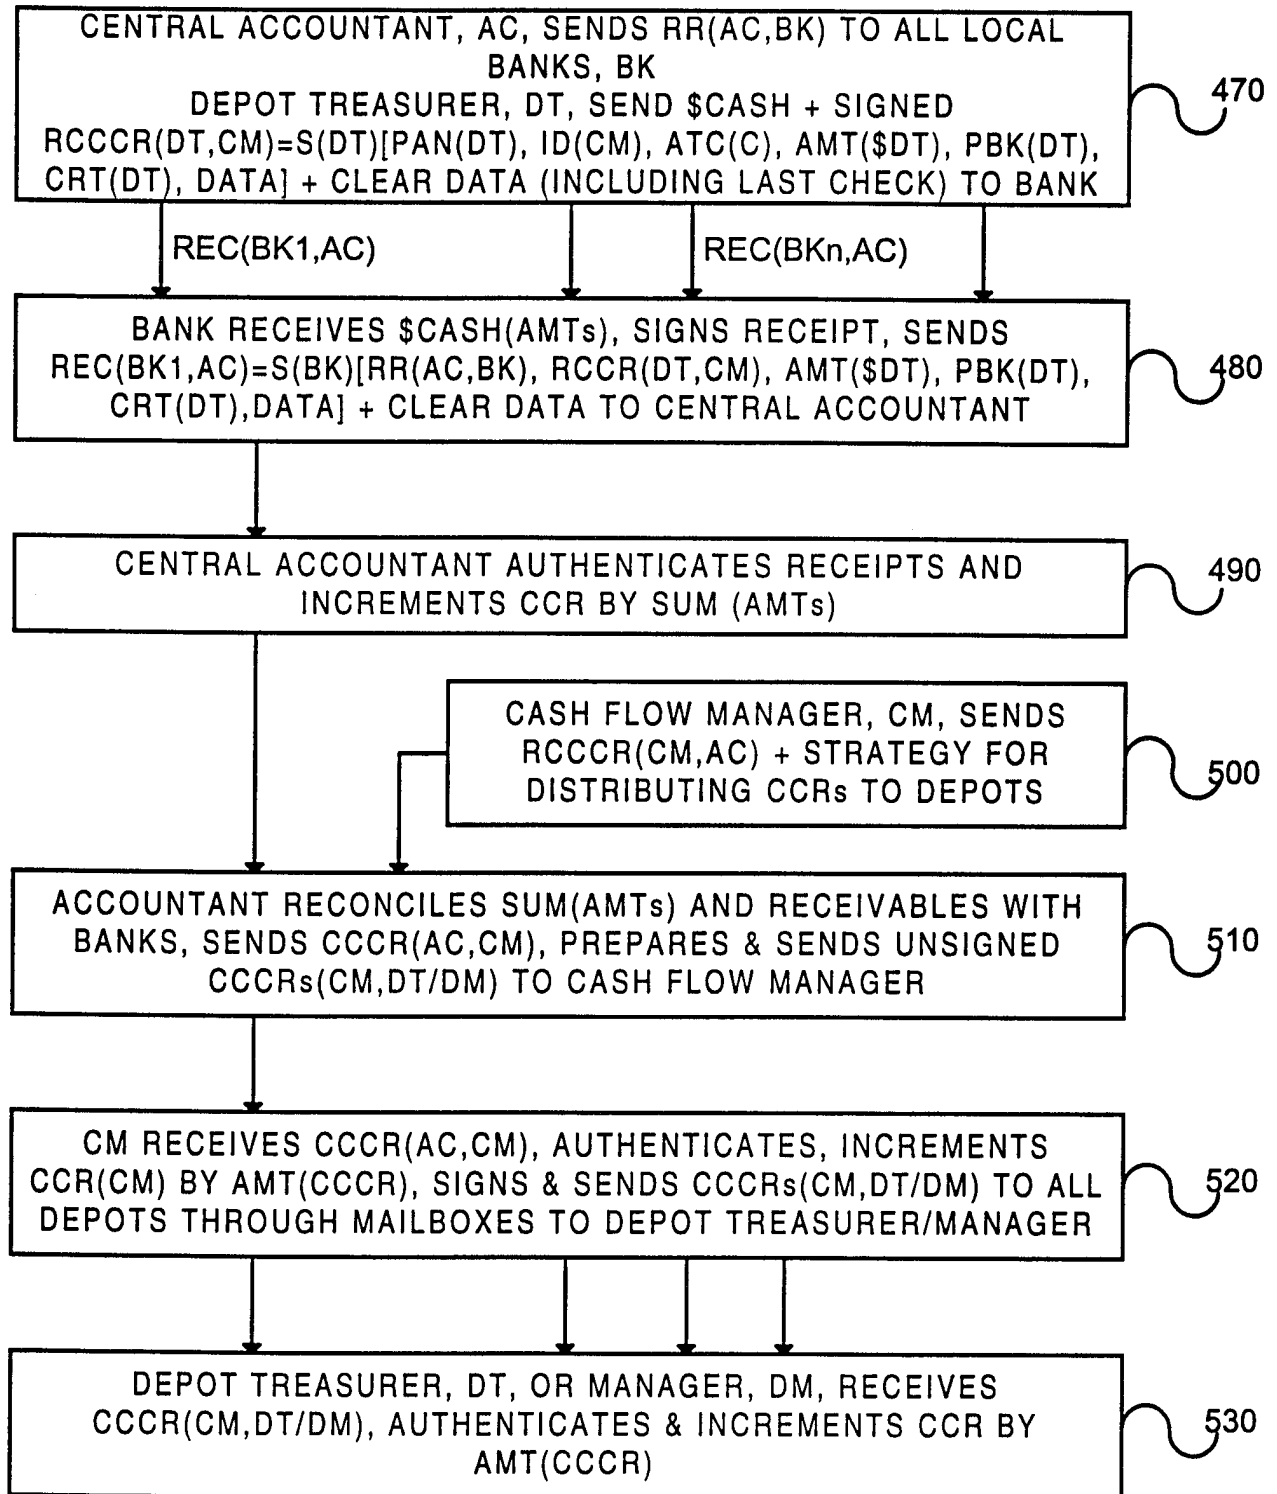 CENTRAL ACCOUNTANT, AC, SENDS RR(AC,BK) TO ALL LOCAL
BANKS, BK
DEPOT TREASURER, DT, SEND $CASH + SIGNED
RCCCR(DT,CM)=S(DT)[PAN(DT), ID(CM), ATC(C), AMT($DT), PBK(DT),
CRT(DT), DATA] + CLEAR DATA (INCLUDING LAST CHECK) TO BANK
470
REC(BK1,AC)
REC(BKn,AC)
BANK RECEIVES $CASH(AMTs), SIGNS RECEIPT, SENDS
REC(BK1,AC)=S(BK)[RR(AC,BK), RCCR(DT,CM), AMT($DT), PBK(DT),
CRT(DT),DATA] + CLEAR DATA TO CENTRAL ACCOUNTANT
480
CENTRAL ACCOUNTANT AUTHENTICATES RECEIPTS AND
INCREMENTS CCR BY SUM (AMTs)
490
CASH FLOW MANAGER, CM, SENDS
RCCCR(CM,AC) + STRATEGY FOR
DISTRIBUTING CCRs TO DEPOTS
500
ACCOUNTANT RECONCILES SUM(AMTs) AND RECEIVABLES WITH
BANKS, SENDS CCCR(AC,CM), PREPARES & SENDS UNSIGNED
CCCRs(CM,DT/DM) TO CASH FLOW MANAGER
510
CM RECEIVES CCCR(AC,CM), AUTHENTICATES, INCREMENTS
CCR(CM) BY AMT(CCCR), SIGNS & SENDS CCCRs(CM,DT/DM) TO ALL
DEPOTS THROUGH MAILBOXES TO DEPOT TREASURER/MANAGER
520
DEPOT TREASURER, DT, OR MANAGER, DM, RECEIVES
CCCR(CM,DT/DM), AUTHENTICATES & INCREMENTS CCR BY
AMT(CCCR)
530